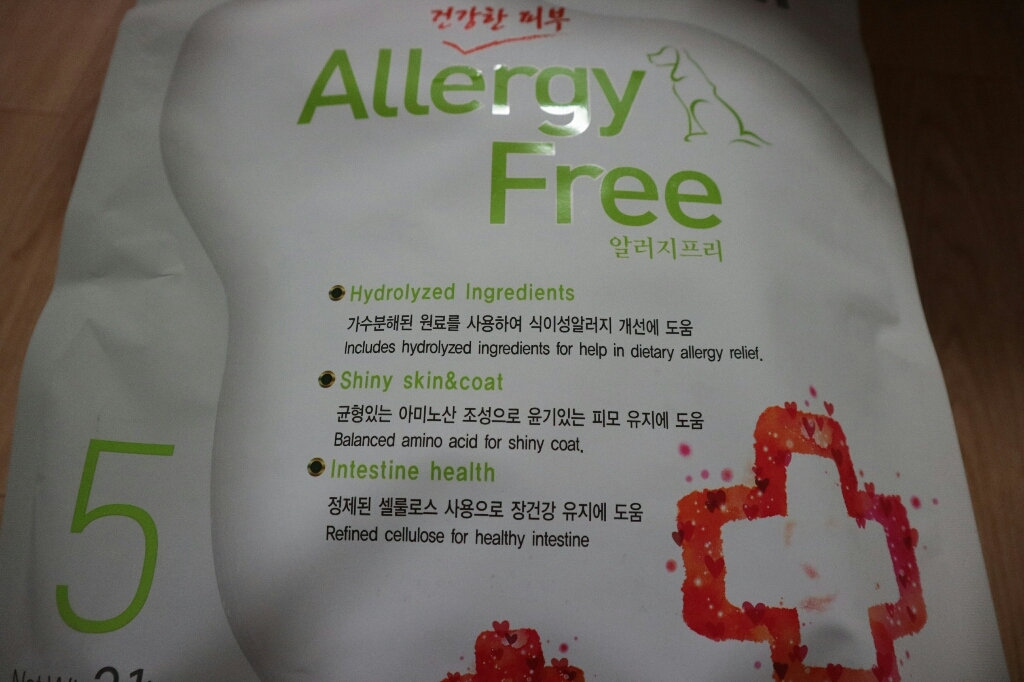 건강한 피부
Allergy
Free
알러지프리
Hydrolyzed Ingredients
가수분해된 원료를 사용하여 식이성알러지 개선에 도움
Includes hydrolyzed ingredients for help in dietary allergy relief.
Shiny skin&coat
균형있는 아미노산 조성으로 윤기있는 피모 유지에 도움
Balanced amino acid for shiny coat.
Intestine health
정제된 셀룰로스 사용으로 장건강 유지에 도움
Refined cellulose for healthy intestine
5